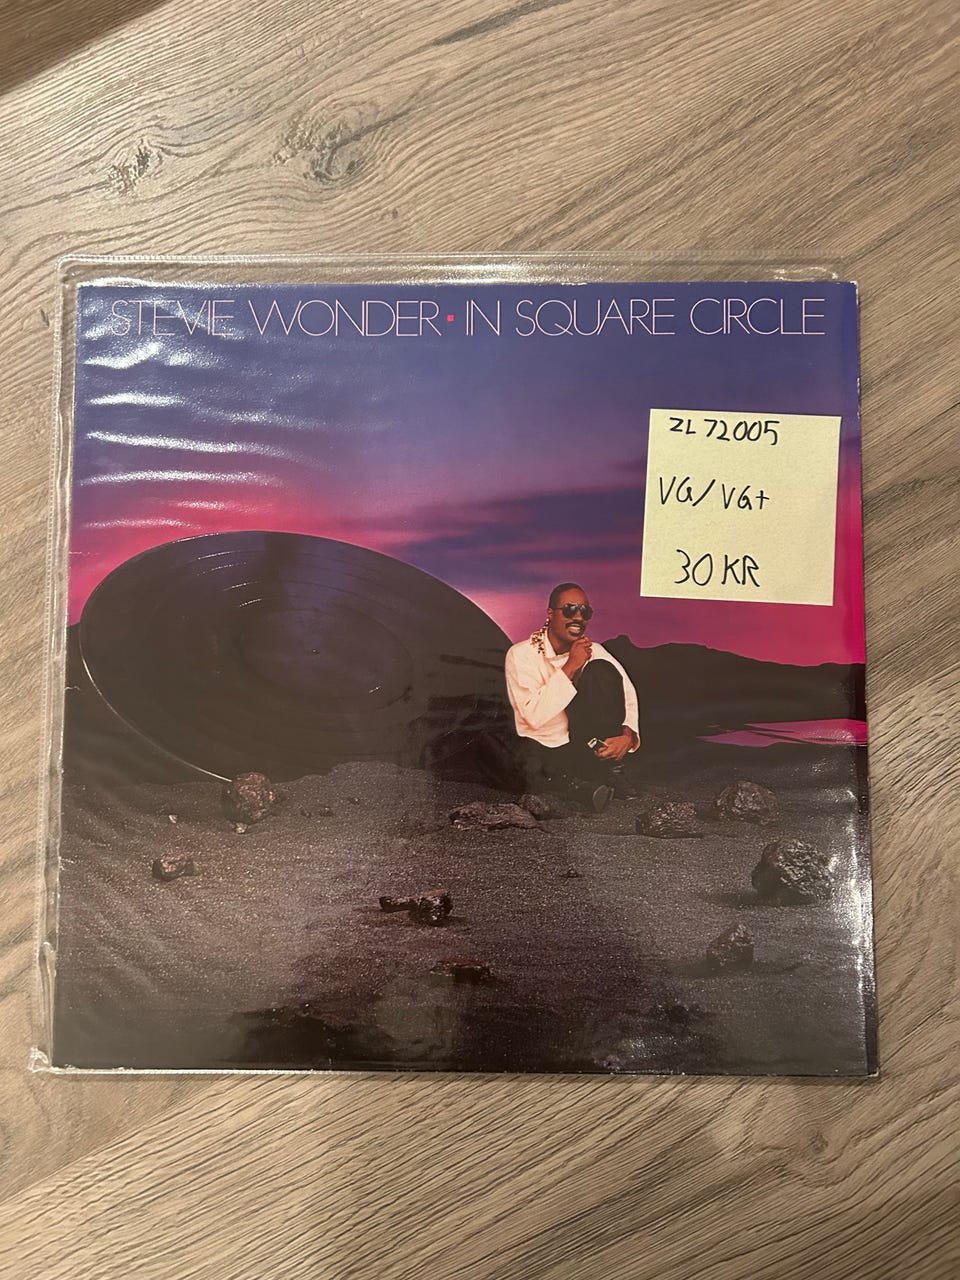 STEVIE WONDER · IN SQUARE CIRCLE
ZL 72005
VG/VG+
30 KR